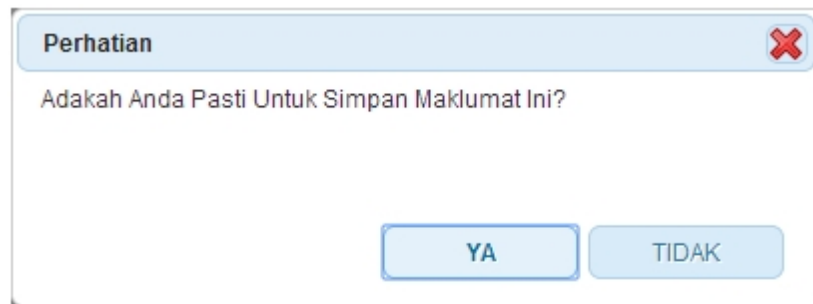 Perhatian
Adakah Anda Pasti Untuk Simpan Maklumat Ini?
YA TIDAK